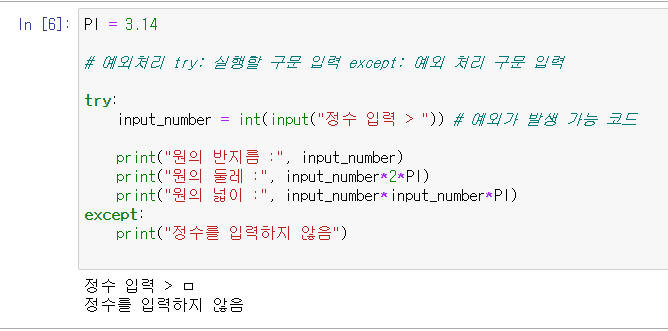 In [6]: PI = 3.14
# 예외처리 try: 실행할 구문 입력 except: 예외 처리 구문 입력
try:
input_number = int(input("정수 입력 > ")) # 예외가 발생 가능 코드
print("원의 반지름 :", input_number)
print("원의 둘레 :", input_number*2*PI)
print("원의 넓이 :", input_number*input_number*PI)
except:
print("정수를 입력하지 않음")
정수 입력 > ㅁ
정수를 입력하지 않음